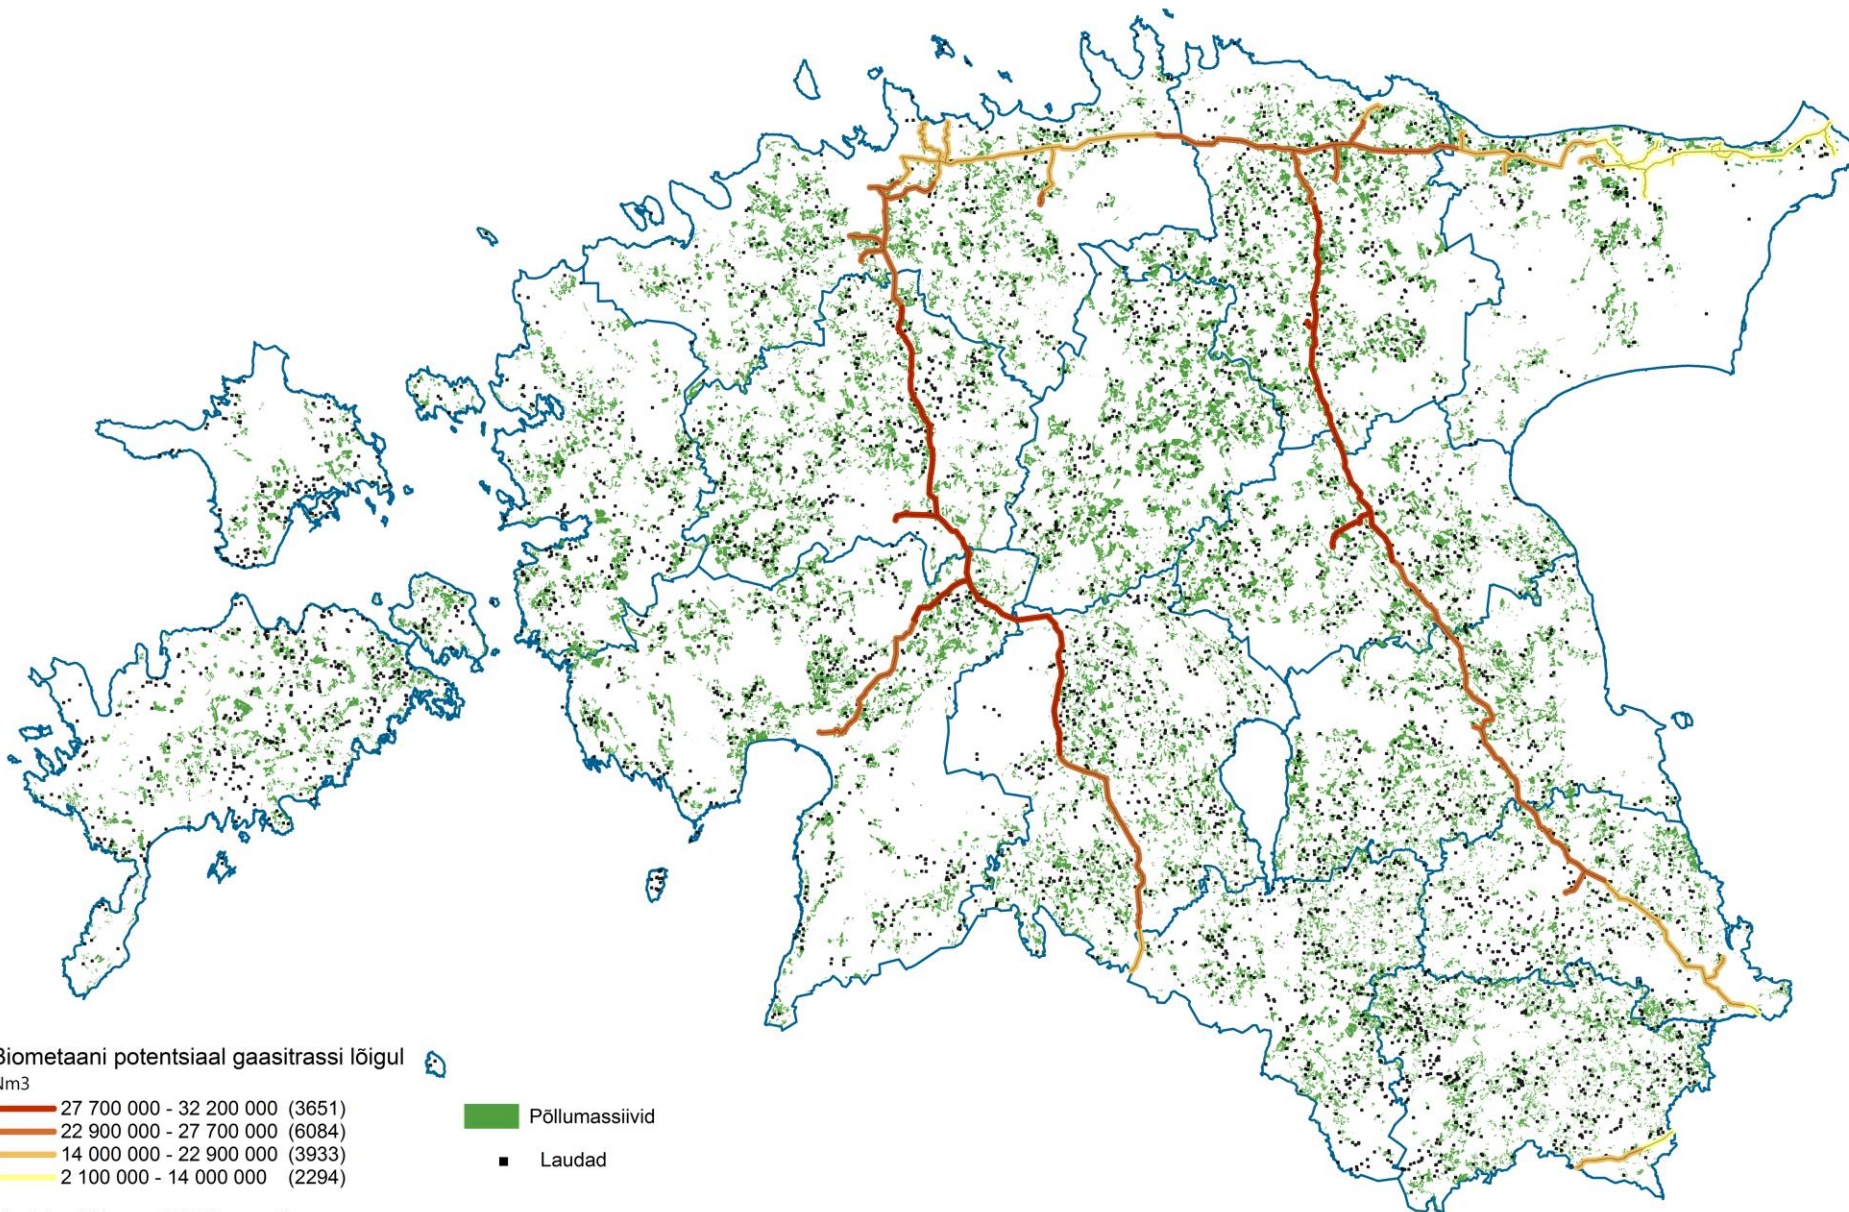 Biometaani potentsiaal gaasitrassi lõigul
Nm3
27 700 000 - 32 200 000 (3651)
22 900 000 - 27 700 000 (6084)
14 000 000 - 22 900 000 (3933)
2 100 000 - 14 000 000 (2294)
Põllumassiivid
Laudad